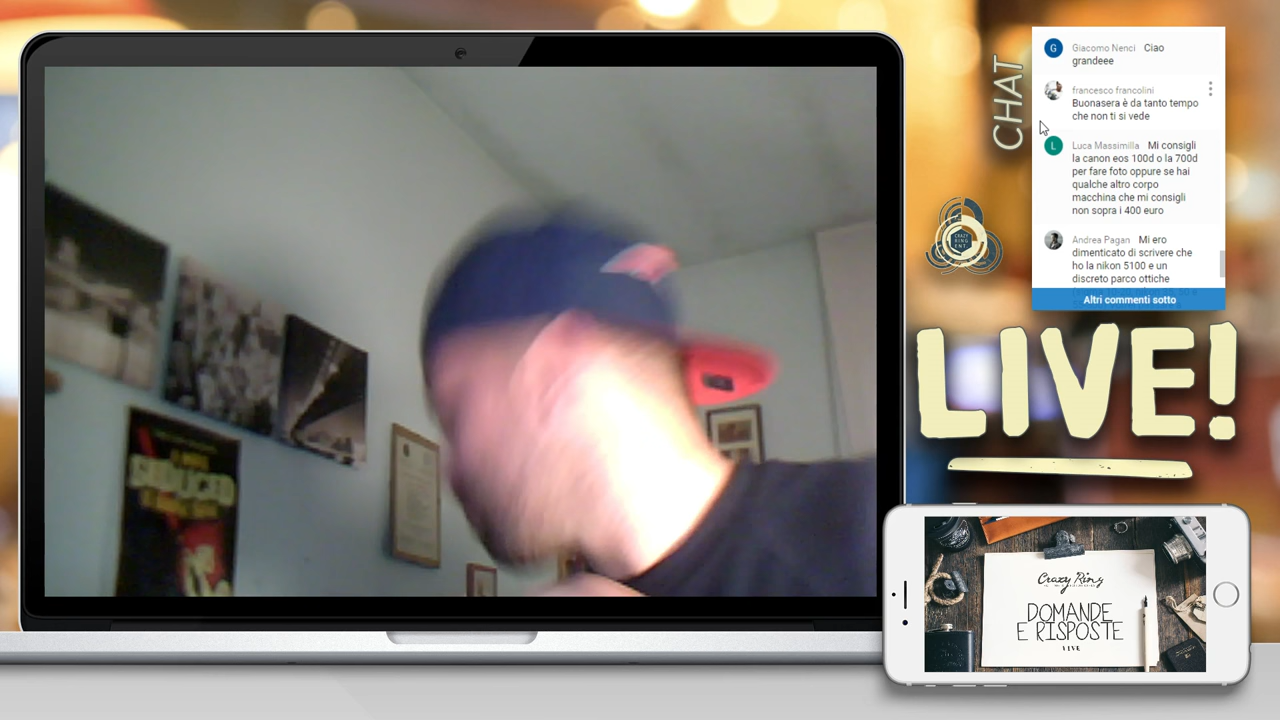 CHAT
Giacomo Nenci Ciao
grandeee
francesco francolini
Buonasera è da tanto tempo
che non ti si vede
Luca Massimilla Mi consigli
la canon eos 100d o la 700d
per fare foto oppure se hai
qualche altro corpo
macchina che mi consigli
non sopra i 400 euro
Andrea Pagan Mi ero
dimenticato di scrivere che
ho la nikon 5100 e un
discreto parco ottiche
Altri commenti sotto
CRAZY
RING
ENT.
LIVE!
Crazy Ring
DOMANDE
E RISPOSTE
LIVE